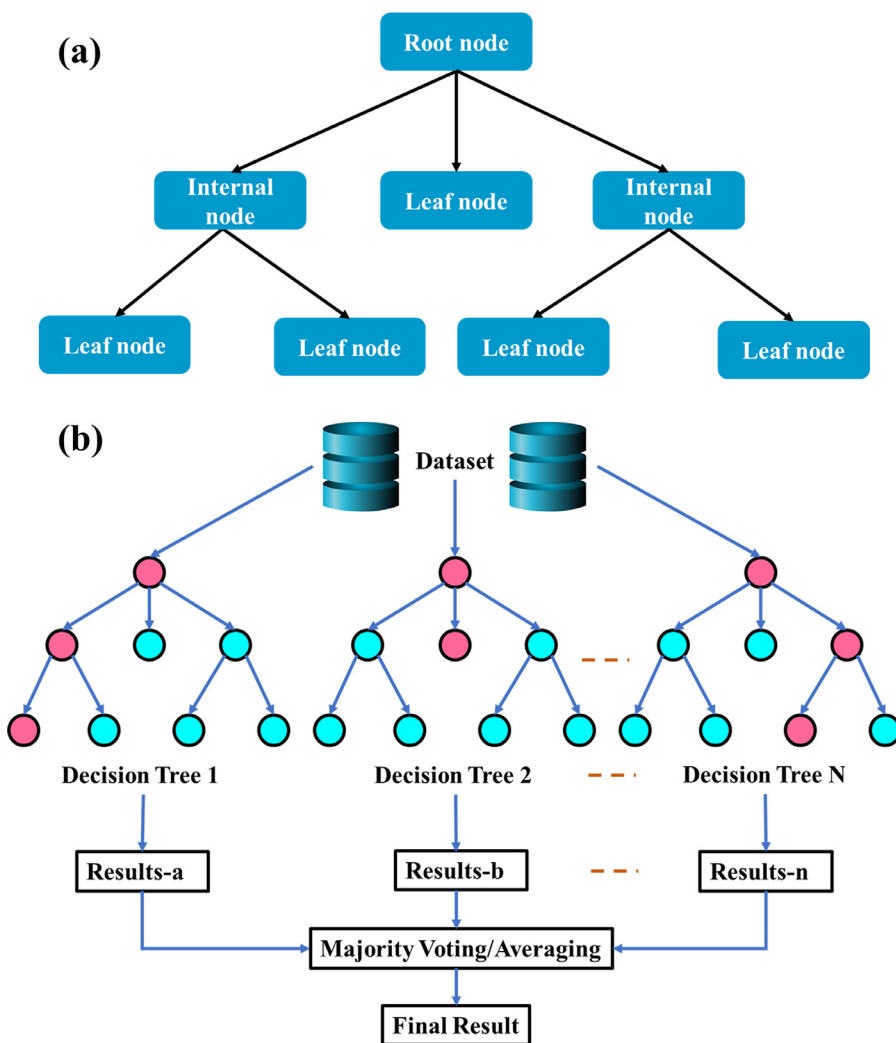 (a)
Root node
Internal
node
Leaf node
Internal
node
Leaf node
Leaf node
Leaf node
Leaf node
(b)
Dataset
Decision Tree 1
Decision Tree 2
Decision Tree N
Results-a
Results-b
Results-n
Majority Voting/Averaging
Final Result